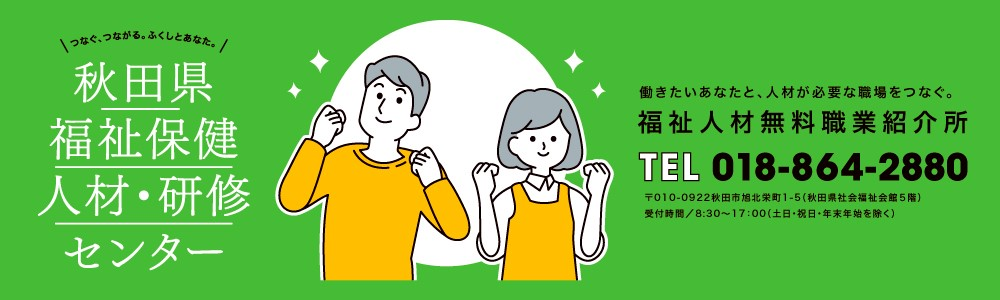 つなぐ、つながる。ふくしとあなた。
秋田県
福祉保健
人材・研修
センター
働きたいあなたと、人材が必要な職場をつなぐ。
福祉人材無料職業紹介所
TEL 018-864-2880
〒010-0922秋田市旭北栄町1-5（秋田県社会福祉会館5階）
受付時間／8:30〜17:00（土日・祝日・年末年始を除く）